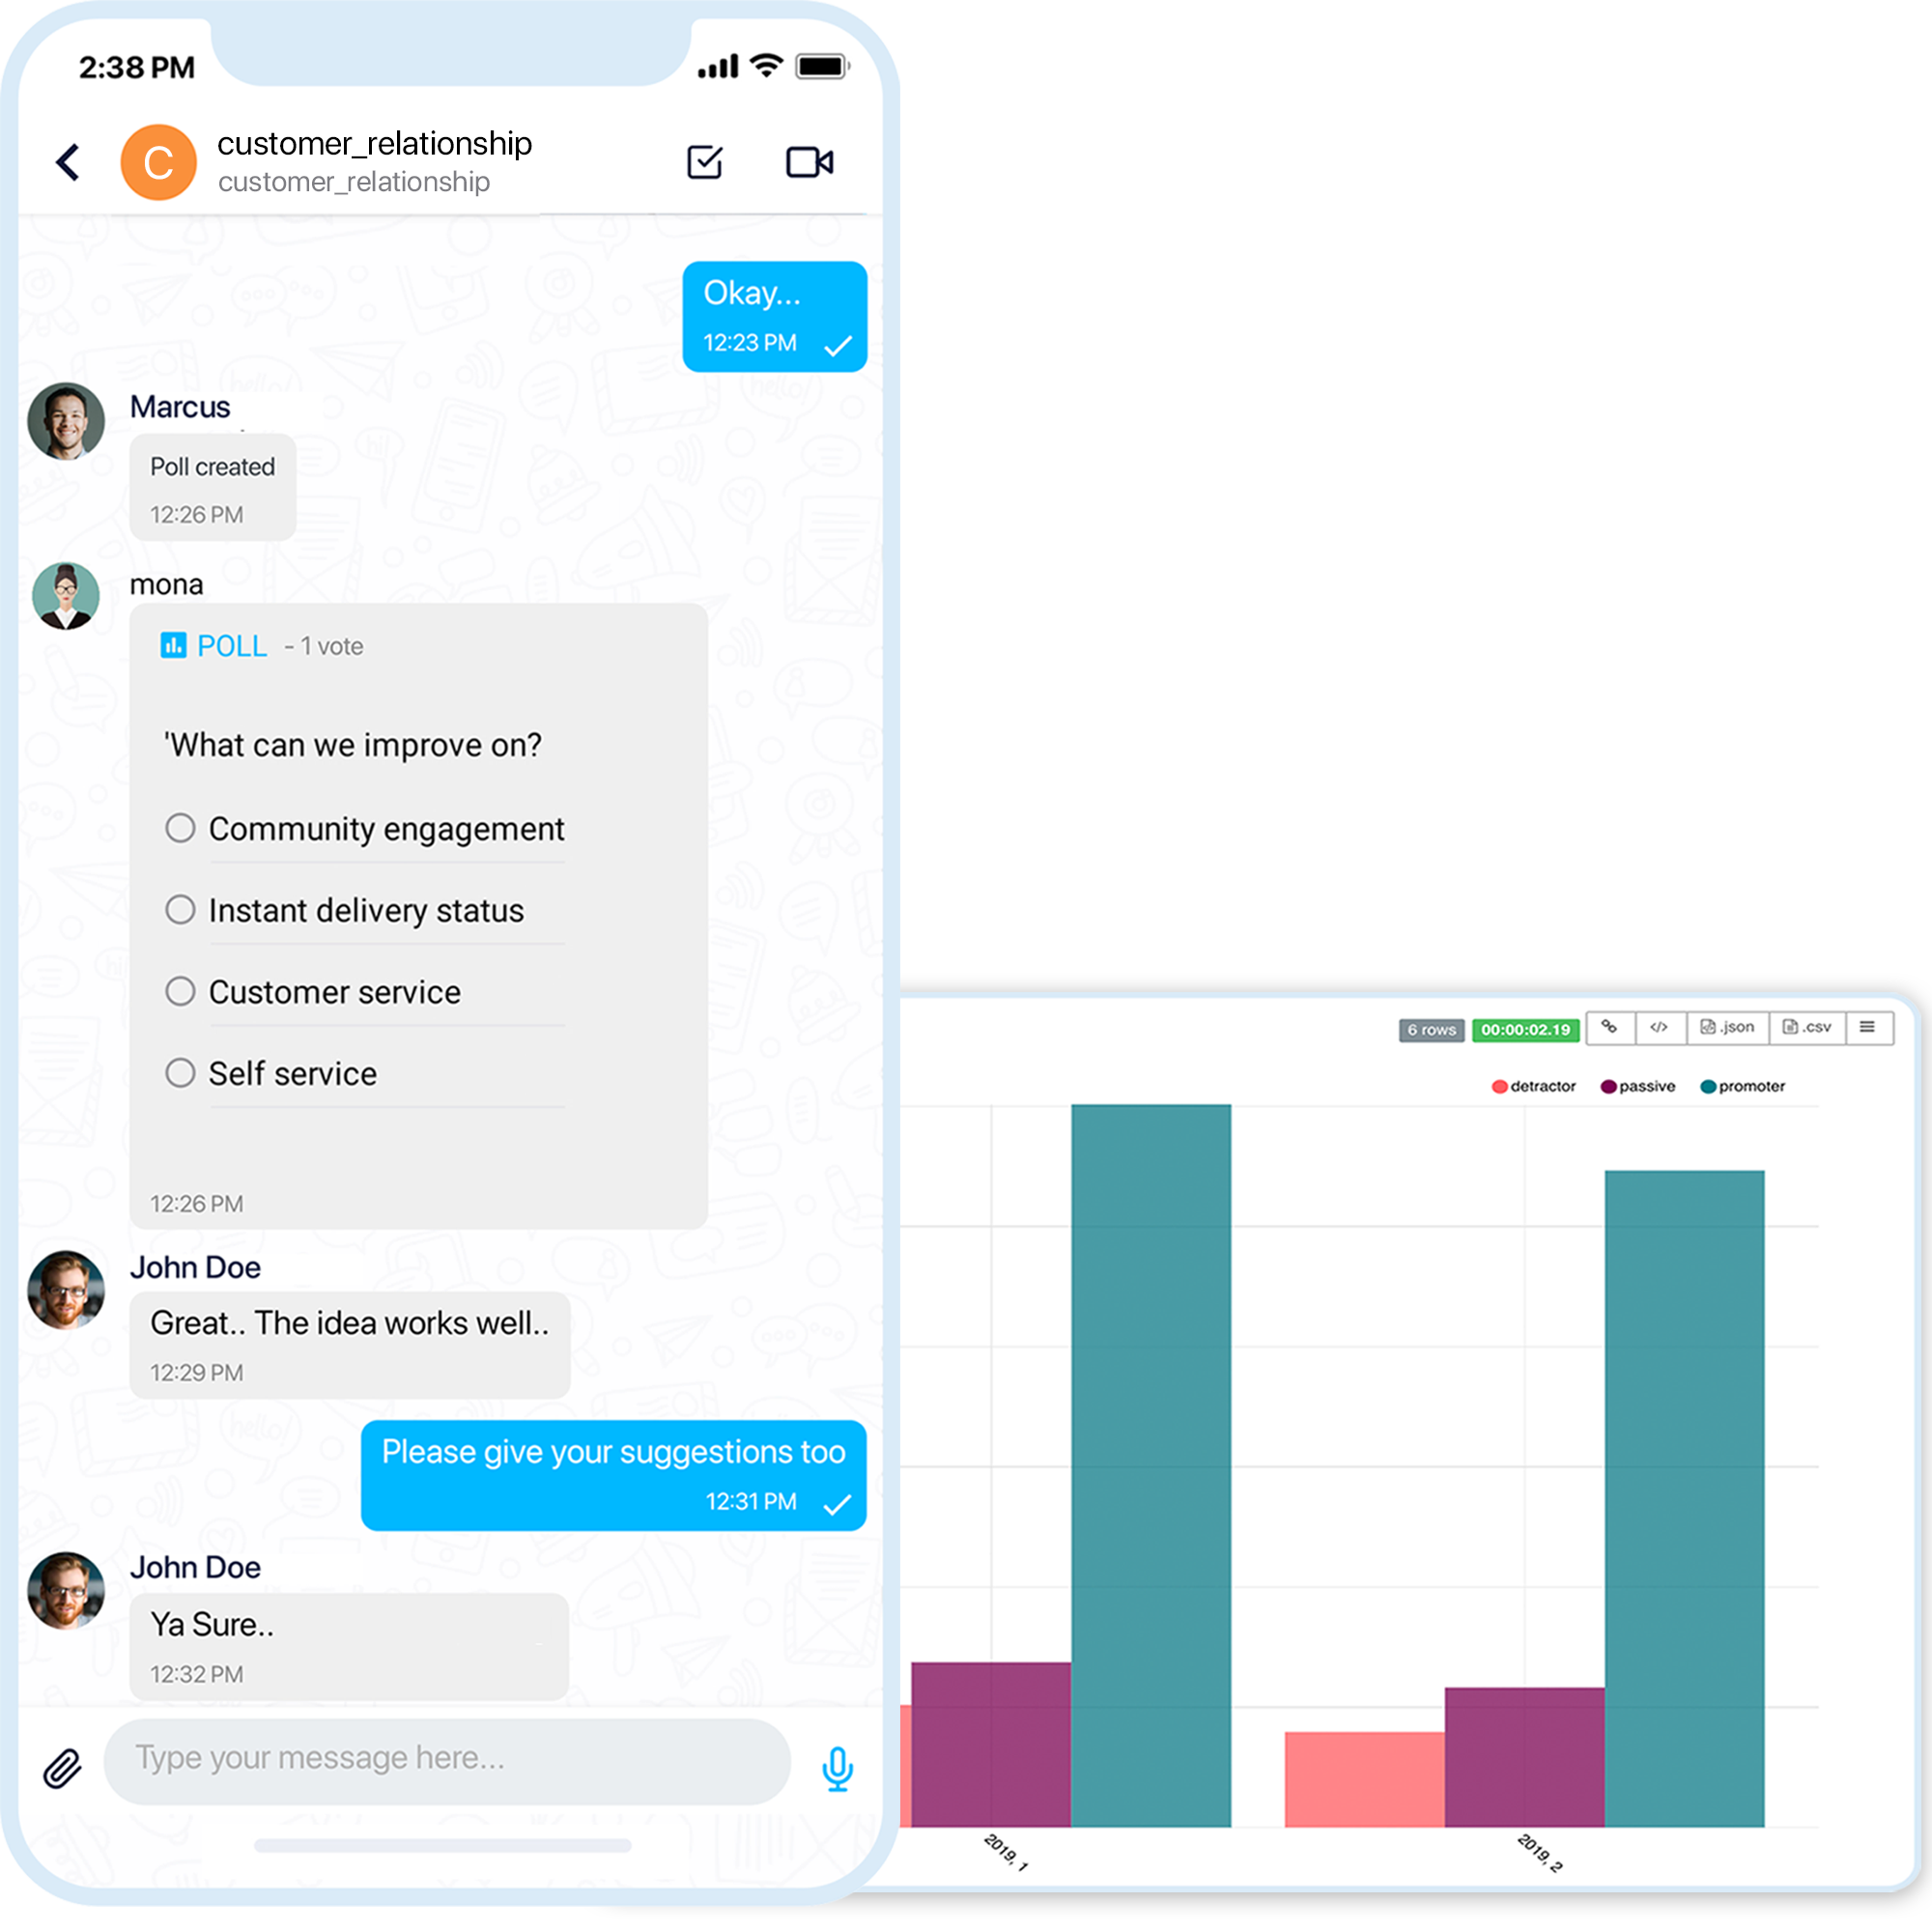 2:38 PM
C
customer_relationship
customer_relationship
Okay...
12:23 PM
Marcus
Poll created
12:26 PM
mona
POLL - 1 vote
'What can we improve on?
Community engagement
Instant delivery status
Customer service
Self service
12:26 PM
John Doe
Great.. The idea works well..
12:29 PM
Please give your suggestions too
12:31 PM
John Doe
Ya Sure..
12:32 PM
Type your message here...
6 rows 00:00:02.19 </> .json .csv
detractor passive promoter
2019, 1 2019, 2